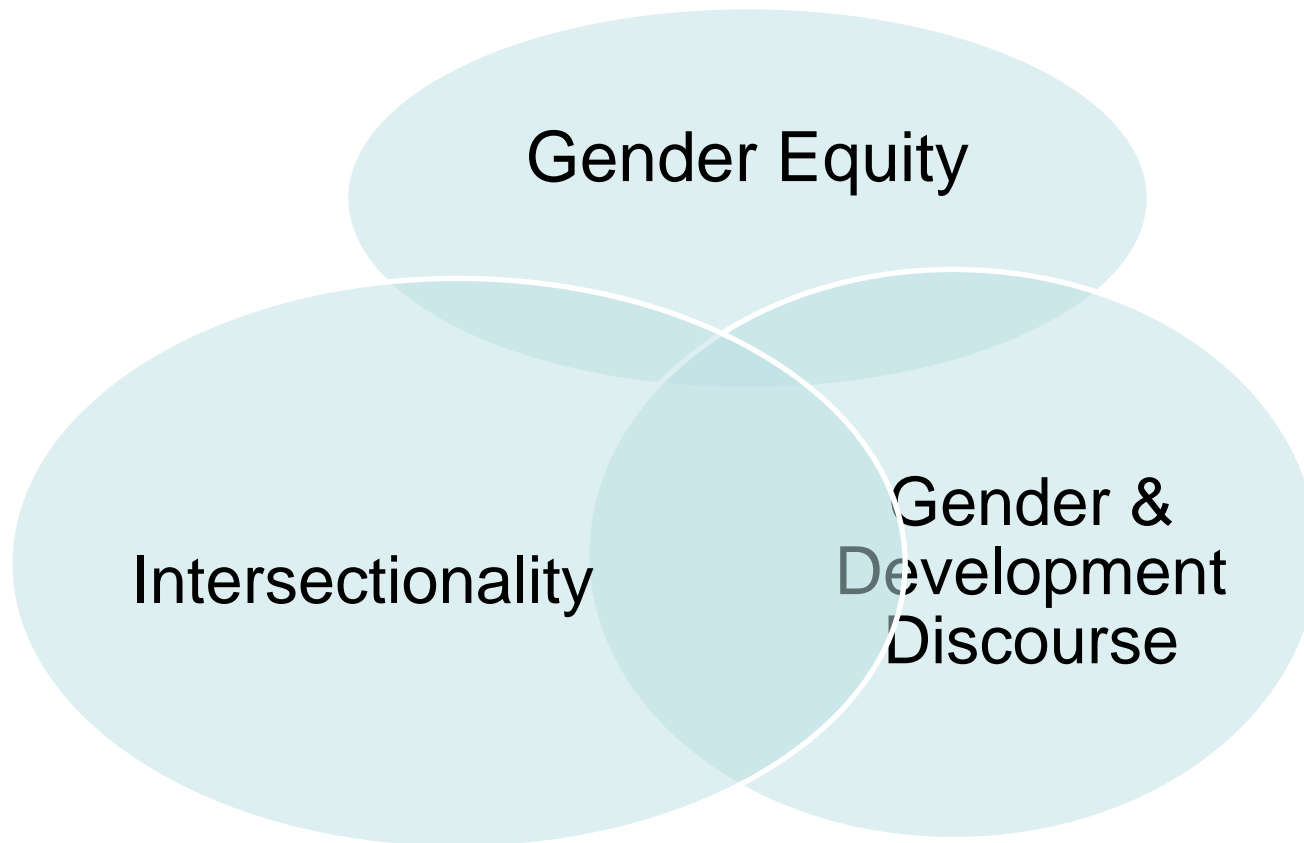 Gender Equity
Intersectionality
Gender &
Development
Discourse